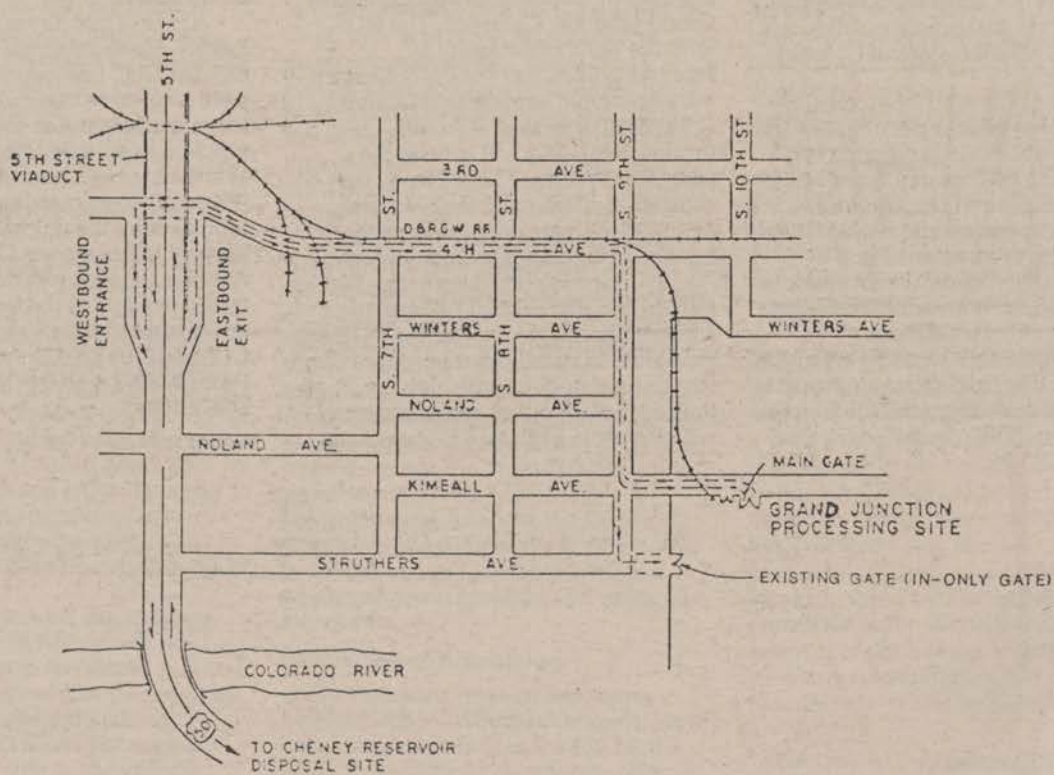 5TH ST.
5TH STREET
VIADUCT
WESTBOUND
ENTRANCE
EASTBOUND
EXIT
3RD AVE.
S. 9TH ST.
S. 10TH ST.
ST.
ST.
D&RGW RR
4TH AVE.
WINTERS AVE
WINTERS AVE
S. 7TH
S. 8TH
NOLAND AVE.
NOLAND AVE.
KIMBALL AVE.
MAIN GATE
GRAND JUNCTION
PROCESSING SITE
STRUTHERS AVE.
EXISTING GATE (IN-ONLY GATE)
COLORADO RIVER
50
TO CHENEY RESERVOIR
DISPOSAL SITE